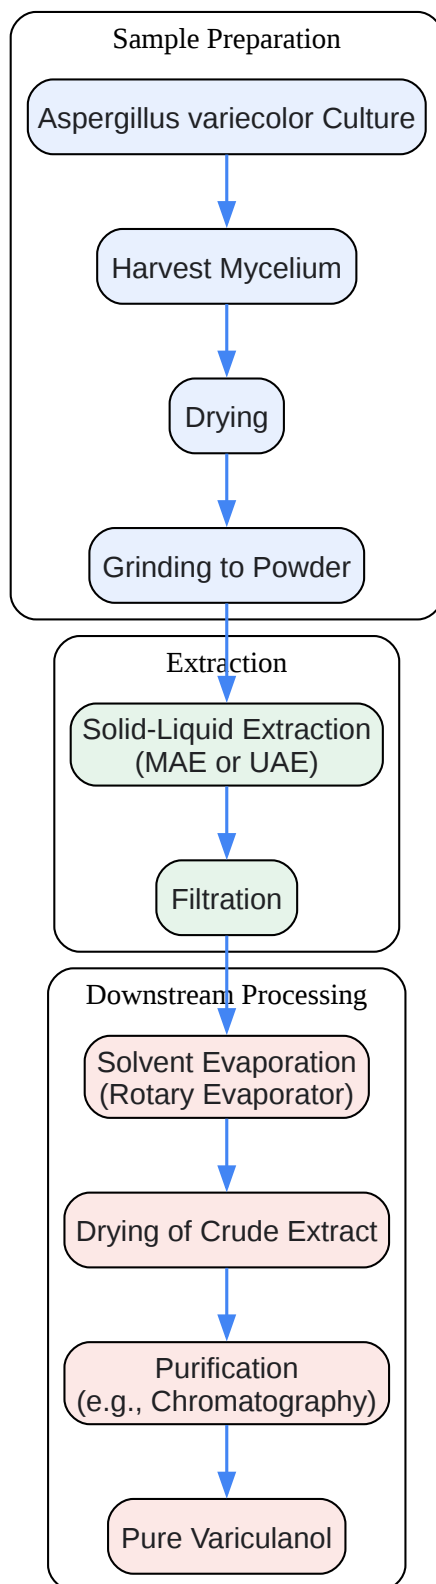 Sample Preparation
Aspergillus variecolor Culture
Harvest Mycelium
Drying
Grinding to Powder
Extraction
Solid-Liquid Extraction
(MAE or UAE)
Filtration
Downstream Processing
Solvent Evaporation
(Rotary Evaporator)
Drying of Crude Extract
Purification
(e.g., Chromatography)
Pure Variculanol